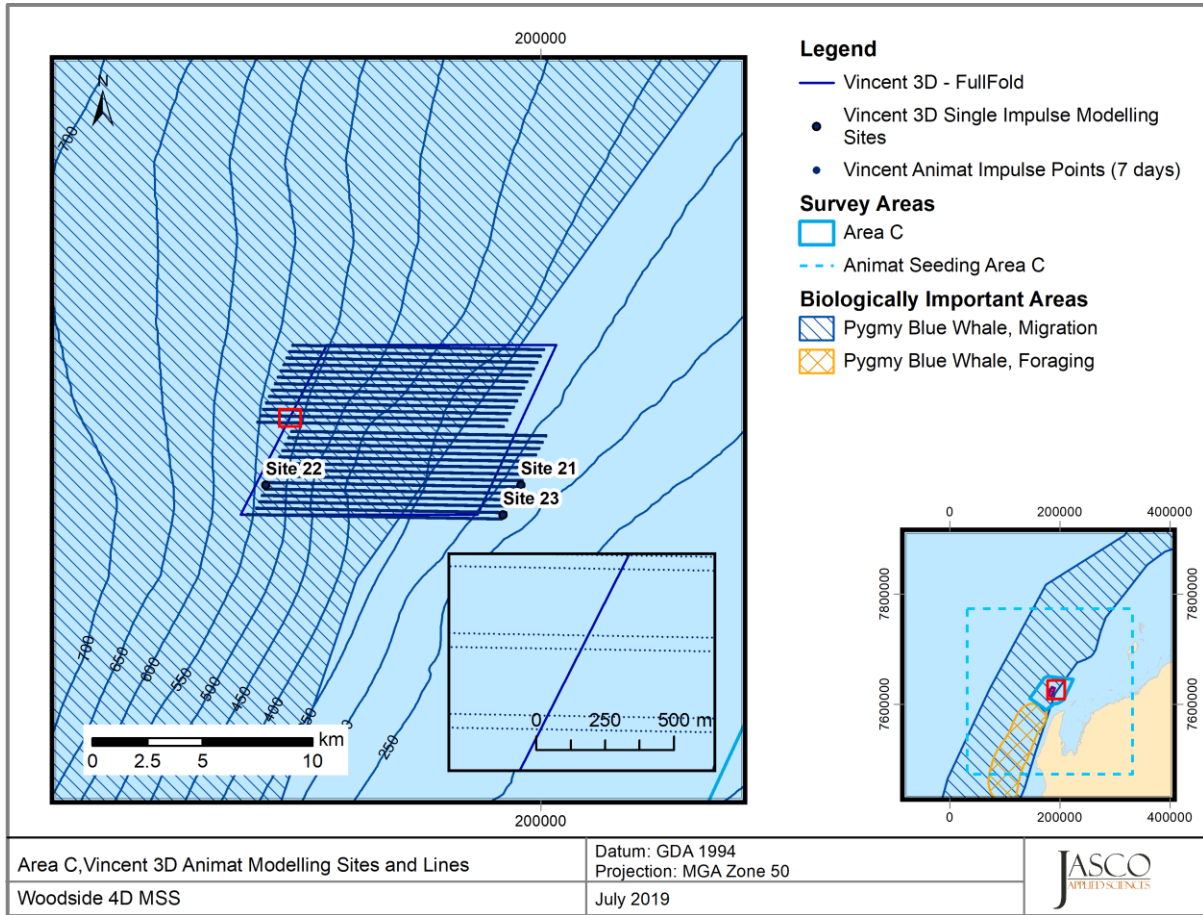 200000
N
700
Site 22
Site 21
Site 23
700
650
600
550
500
450
400
250
0 2.5 5 10 km
0 250 500 m
200000
Legend
Vincent 3D - FullFold
Vincent 3D Single Impulse Modelling
Sites
Vincent Animat Impulse Points (7 days)
Survey Areas
Area C
Animat Seeding Area C
Biologically Important Areas
Pygmy Blue Whale, Migration
Pygmy Blue Whale, Foraging
0 200000 400000
7800000
7800000
7600000
7600000
0 200000 400000
Area C,Vincent 3D Animat Modelling Sites and Lines
Woodside 4D MSS
Datum: GDA 1994
Projection: MGA Zone 50
July 2019
JASCO
APPLIED SCIENCES